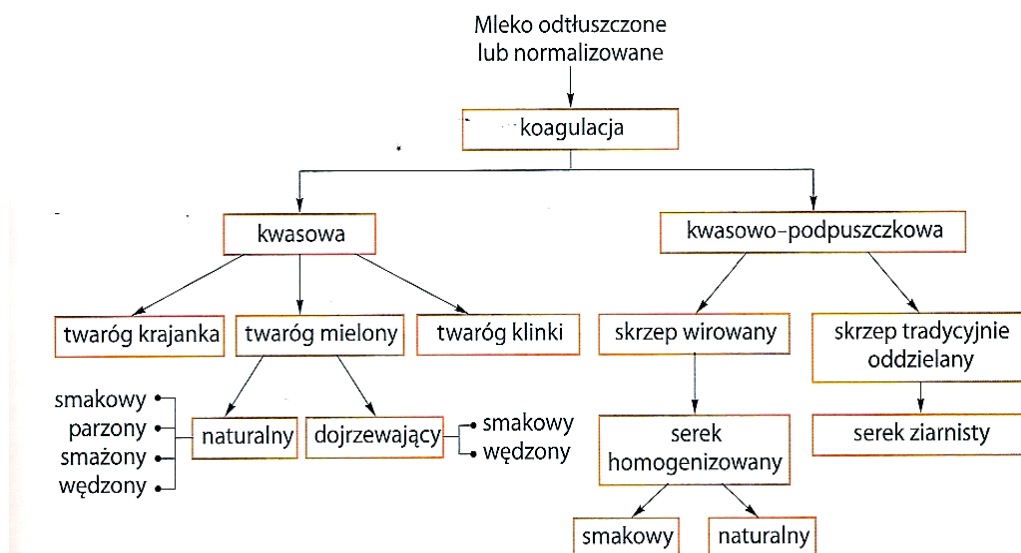 Mleko odtłuszczone
lub normalizowane
koagulacja
kwasowa
kwasowo-podpuszczkowa
twaróg krajanka
twaróg mielony
twaróg klinki
skrzep wirowany
skrzep tradycyjnie
oddzielany
smakowy
parzony
smażony
wędzony
naturalny
dojrzewający
smakowy
wędzony
serek
homogenizowany
serek ziarnisty
smakowy
naturalny